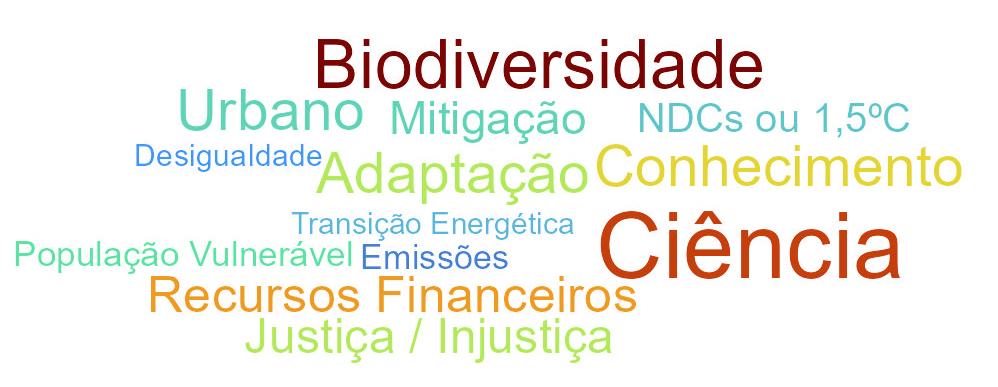 Biodiversidade
Urbano Mitigação NDCs ou 1,5ºC
Desigualdade Adaptação Conhecimento
Transição Energética Ciência
População Vulnerável Emissões
Recursos Financeiros
Justiça / Injustiça